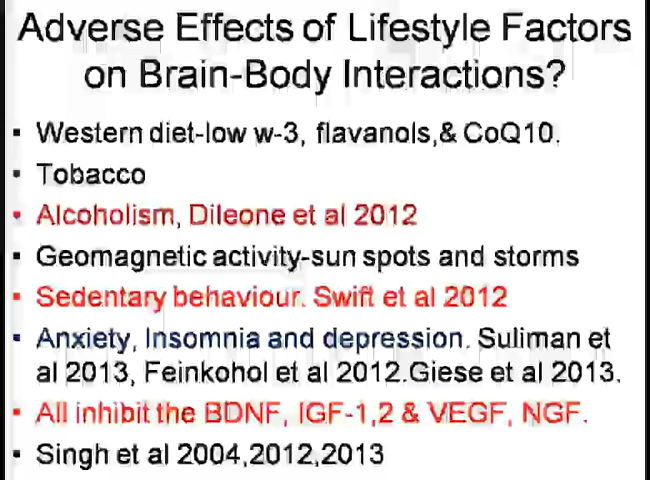 Adverse Effects of Lifestyle Factors
on Brain-Body Interactions?
▪ Western diet-low w-3, flavanols,& CoQ10.
▪ Tobacco
▪ Alcoholism, Dileone et al 2012
▪ Geomagnetic activity-sun spots and storms
▪ Sedentary behaviour. Swift et al 2012
▪ Anxiety, Insomnia and depression. Suliman et
al 2013, Feinkohol et al 2012.Giese et al 2013.
▪ All inhibit the BDNF, IGF-1,2 & VEGF, NGF.
▪ Singh et al 2004,2012,2013